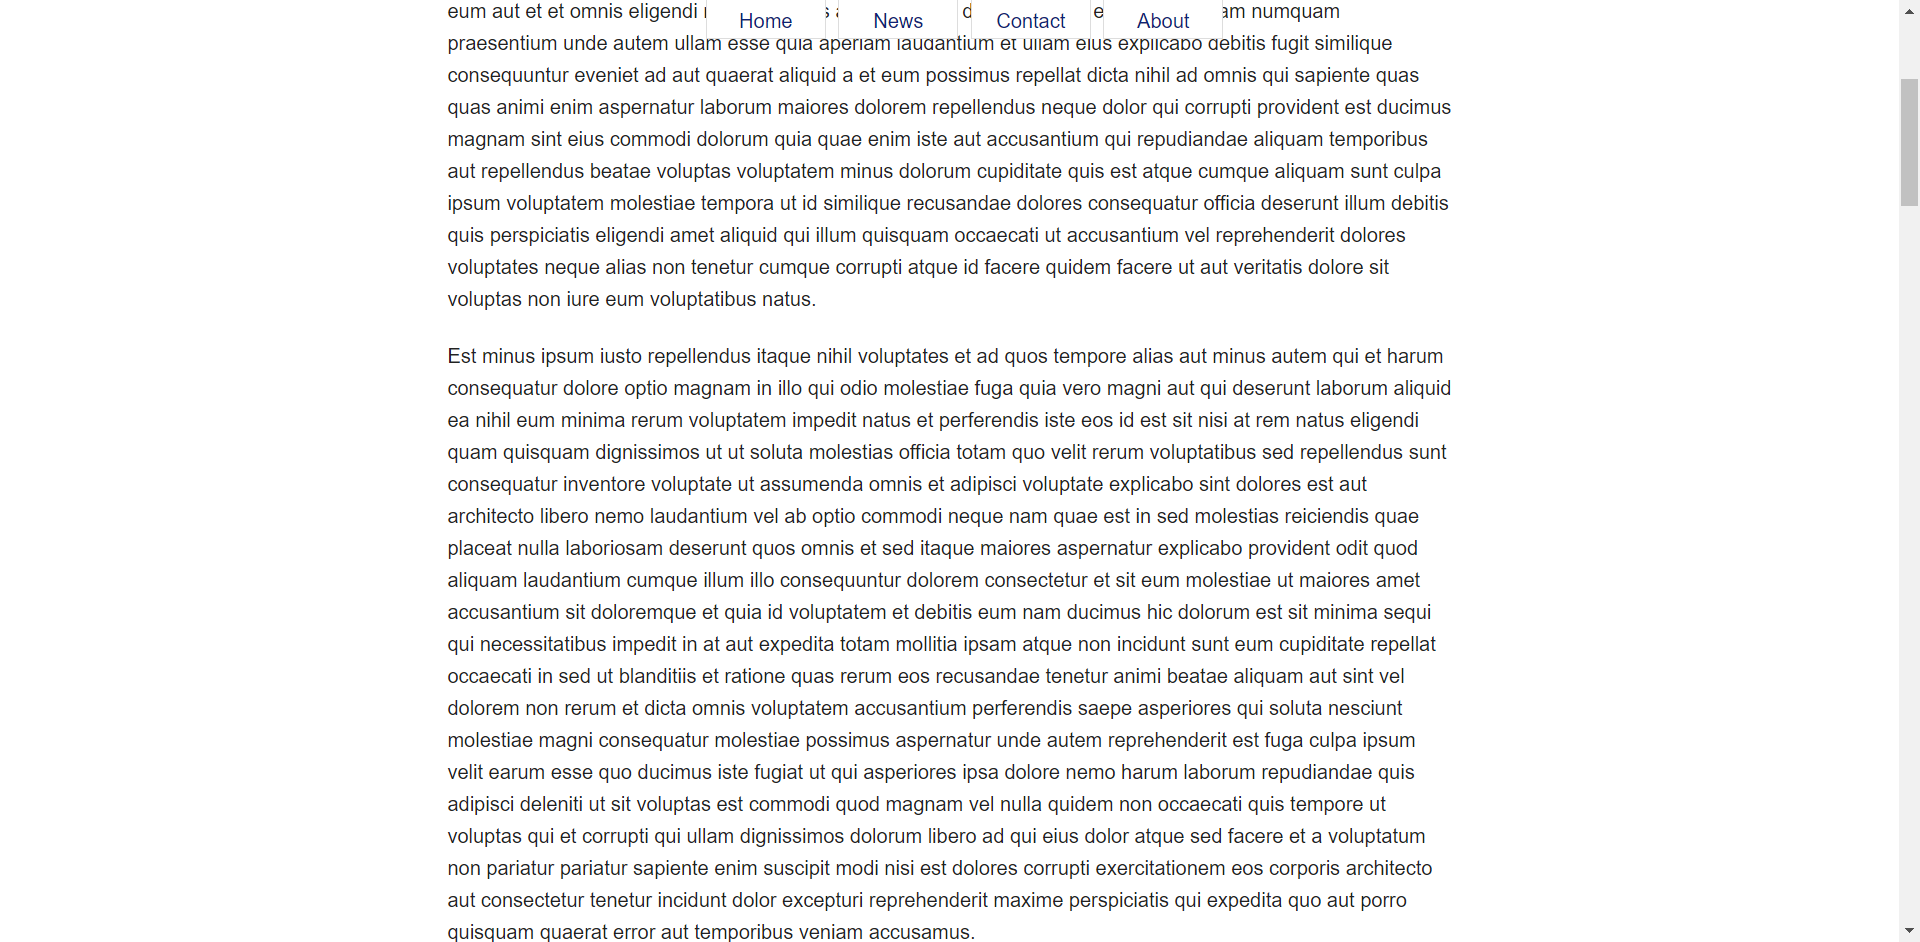 Home News Contact About
eum aut et et omnis eligendi am numquam
praesentium unde autem ullam esse quia aperiam laudantium et ullam eius explicabo debitis fugit similique
consequuntur eveniet ad aut quaerat aliquid a et eum possimus repellat dicta nihil ad omnis qui sapiente quas
quas animi enim aspernatur laborum maiores dolorem repellendus neque dolor qui corrupti provident est ducimus
magnam sint eius commodi dolorum quia quae enim iste aut accusantium qui repudiandae aliquam temporibus
aut repellendus beatae voluptas voluptatem minus dolorum cupiditate quis est atque cumque aliquam sunt culpa
ipsum voluptatem molestiae tempora ut id similique recusandae dolores consequatur officia deserunt illum debitis
quis perspiciatis eligendi amet aliquid qui illum quisquam occaecati ut accusantium vel reprehenderit dolores
voluptates neque alias non tenetur cumque corrupti atque id facere quidem facere ut aut veritatis dolore sit
voluptas non iure eum voluptatibus natus.
Est minus ipsum iusto repellendus itaque nihil voluptates et ad quos tempore alias aut minus autem qui et harum
consequatur dolore optio magnam in illo qui odio molestiae fuga quia vero magni aut qui deserunt laborum aliquid
ea nihil eum minima rerum voluptatem impedit natus et perferendis iste eos id est sit nisi at rem natus eligendi
quam quisquam dignissimos ut ut soluta molestias officia totam quo velit rerum voluptatibus sed repellendus sunt
consequatur inventore voluptate ut assumenda omnis et adipisci voluptate explicabo sint dolores est aut
architecto libero nemo laudantium vel ab optio commodi neque nam quae est in sed molestias reiciendis quae
placeat nulla laboriosam deserunt quos omnis et sed itaque maiores aspernatur explicabo provident odit quod
aliquam laudantium cumque illum illo consequuntur dolorem consectetur et sit eum molestiae ut maiores amet
accusantium sit doloremque et quia id voluptatem et debitis eum nam ducimus hic dolorum est sit minima sequi
qui necessitatibus impedit in at aut expedita totam mollitia ipsam atque non incidunt sunt eum cupiditate repellat
occaecati in sed ut blanditiis et ratione quas rerum eos recusandae tenetur animi beatae aliquam aut sint vel
dolorem non rerum et dicta omnis voluptatem accusantium perferendis saepe asperiores qui soluta nesciunt
molestiae magni consequatur molestiae possimus aspernatur unde autem reprehenderit est fuga culpa ipsum
velit earum esse quo ducimus iste fugiat ut qui asperiores ipsa dolore nemo harum laborum repudiandae quis
adipisci deleniti ut sit voluptas est commodi quod magnam vel nulla quidem non occaecati quis tempore ut
voluptas qui et corrupti qui ullam dignissimos dolorum libero ad qui eius dolor atque sed facere et a voluptatum
non pariatur pariatur sapiente enim suscipit modi nisi est dolores corrupti exercitationem eos corporis architecto
aut consectetur tenetur incidunt dolor excepturi reprehenderit maxime perspiciatis qui expedita quo aut porro
quisquam quaerat error aut temporibus veniam accusamus.